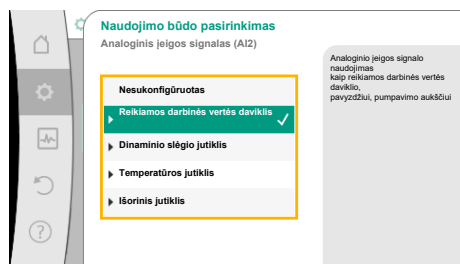 Naudojimo būdo pasirinkimas
Analoginis įeigos signalas (AI2)
Nesukonfigūruotas
Reikiamos darbinės vertės daviklis
Dinaminio slėgio jutiklis
Temperatūros jutiklis
Išorinis jutiklis
Analoginio įeigos signalo
naudojimas
kaip reikiamos darbinės vertės
daviklio,
pavyzdžiui, pumpavimo aukščiui